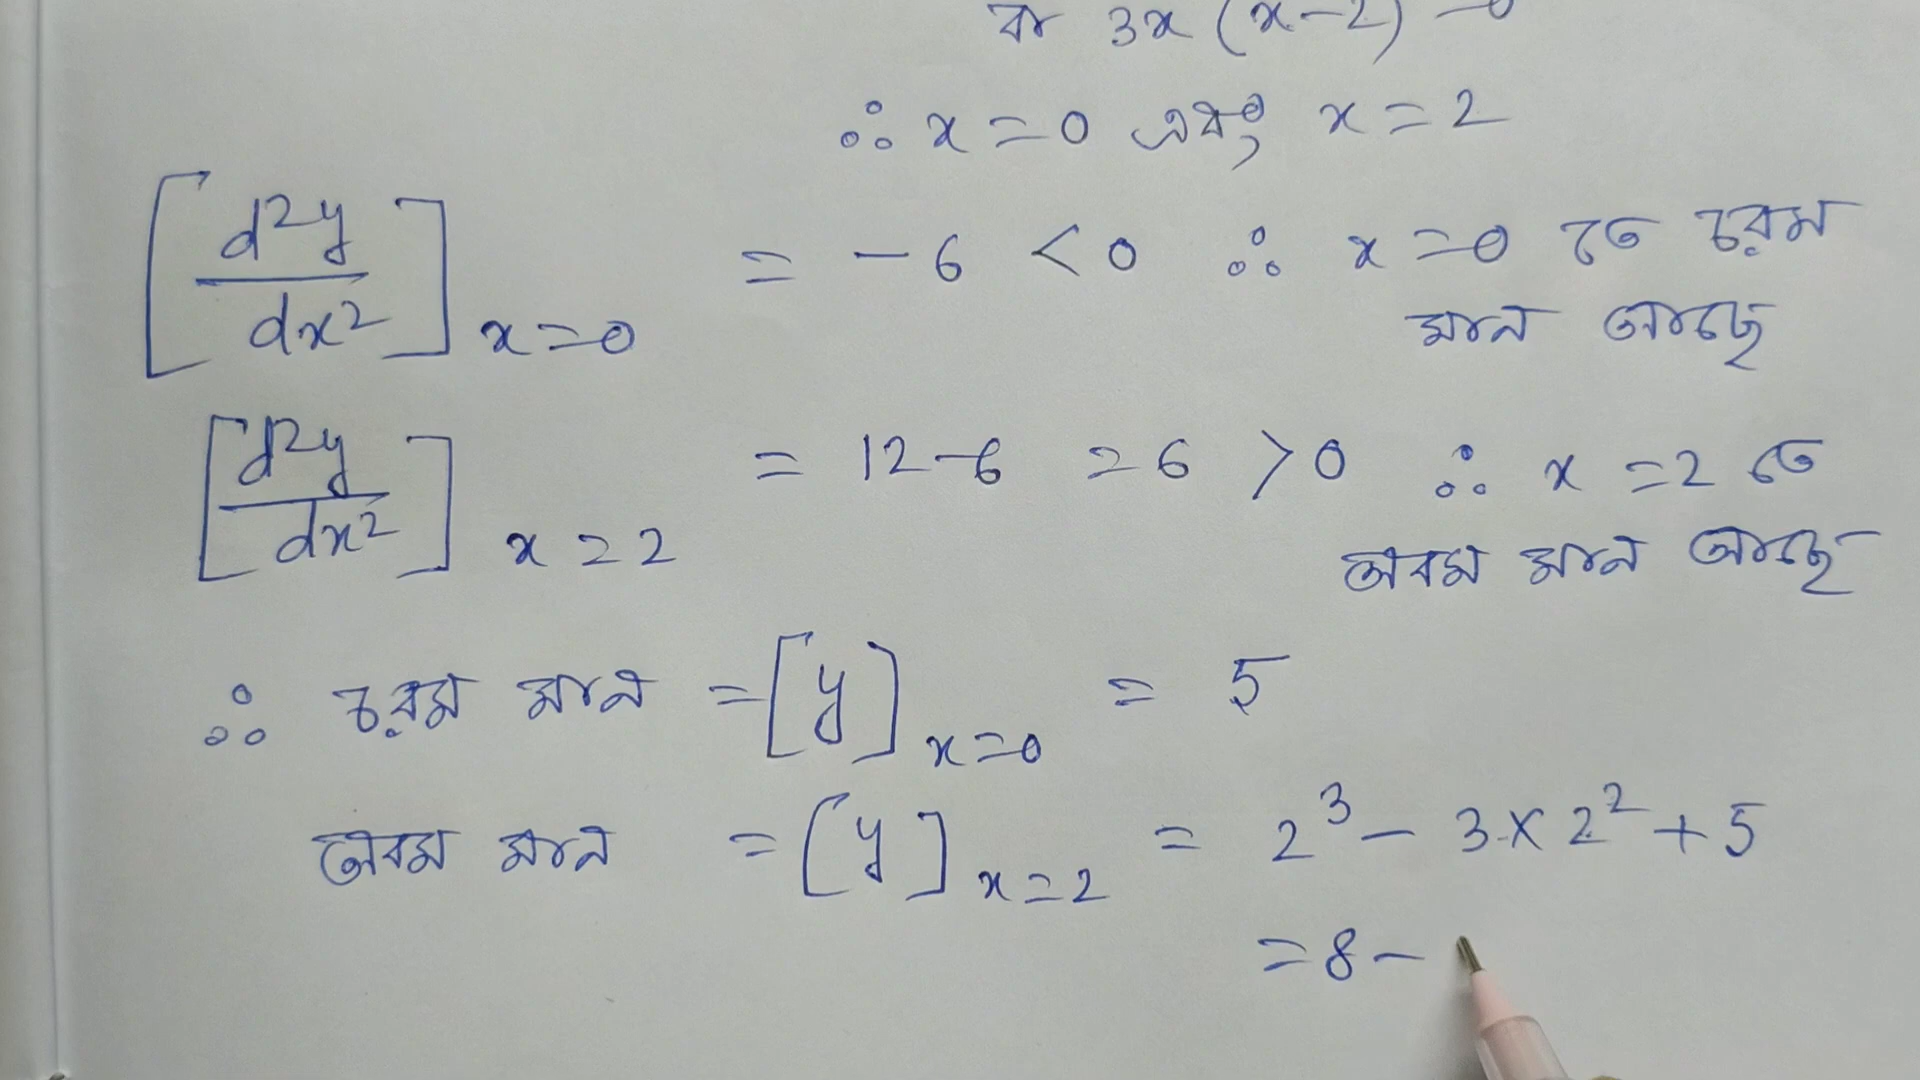 বা 3x(x-2)=0
∴ x=0 এবং x=2
[d²y/dx²]x=0 = -6 <0 ∴ x=0 তে চরম
মান আছে
[d²y/dx²]x=2 = 12-6 =6 >0 ∴ x=2 তে
অবম মান আছে
∴ চরম মান =[y]x=0 = 5
অবম মান =[y]x=2 = 2³- 3×2²+5
=8-